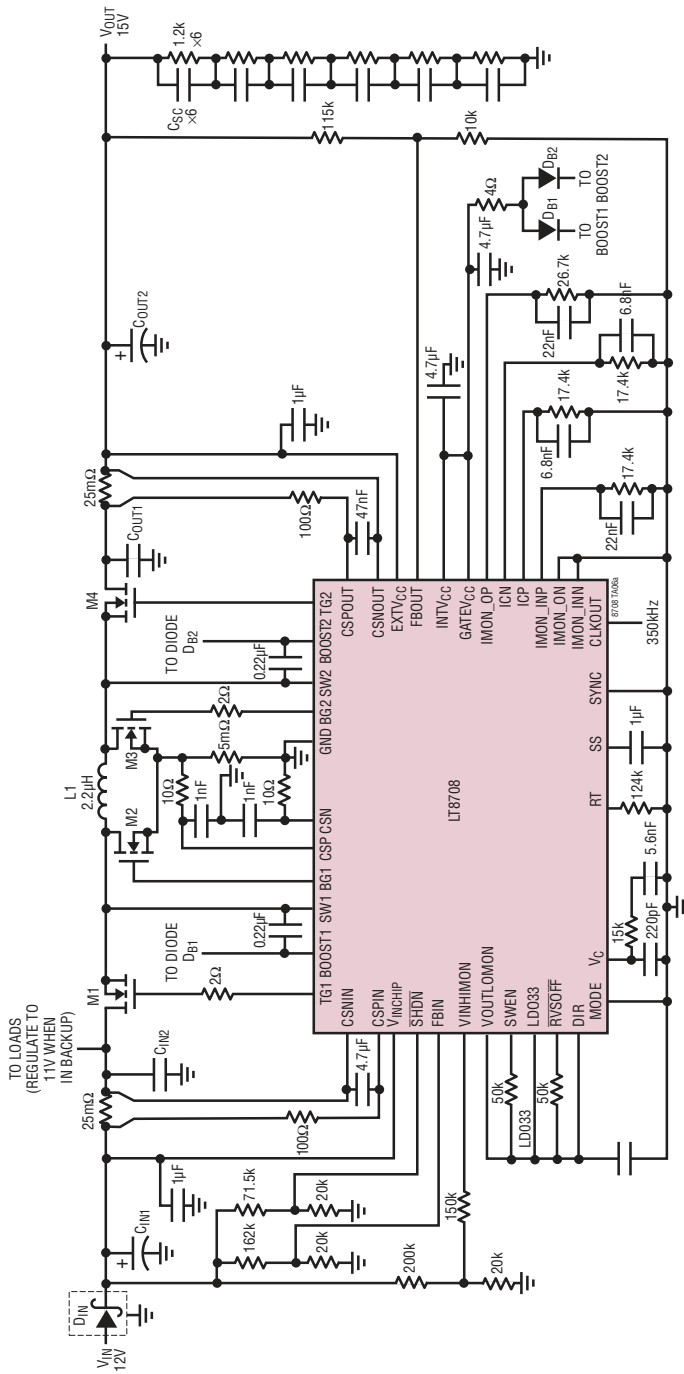 VIN
12V
DIN
+
CIN1
1µF
25mΩ
CIN2
TO LOADS
(REGULATE TO
11V WHEN
IN BACKUP)
M1
M2
L1
2.2µH
M3
M4
COUT1
25mΩ
+
COUT2
VOUT
15V
CSC
×6
1.2k
×6
115k
10k
100Ω
4.7µF
2Ω
TO DIODE
DB1
0.22µF
10Ω
1nF
1nF
10Ω
5mΩ
2Ω
0.22µF
TO DIODE
DB2
100Ω
47nF
1µF
162k
20k
71.5k
20k
200k
20k
150k
TG1
BOOST1
SW1
BG1
CSP
CSN
GND
BG2
SW2
BOOST2
TG2
CSNIN
CSPIN
VINCHIP
SHDN
FBIN
VINHIMON
VOUTLOMON
SWEN
LDO33
RVSOFF
DIR
MODE
LT8708
CSPOUT
CSNOUT
EXTVCC
FBOUT
INTVCC
GATEVCC
IMON_OP
ICN
ICP
IMON_INP
IMON_ON
IMON_INN
CLKOUT
VC
RT
SS
SYNC
50k
LDO33
50k
15k
220pF
5.6nF
124k
1µF
350kHz
8708 TA06a
4.7µF
4.7µF
4Ω
DB1
DB2
TO
BOOST1
TO
BOOST2
22nF
26.7k
17.4k
6.8nF
6.8nF
17.4k
22nF
17.4k